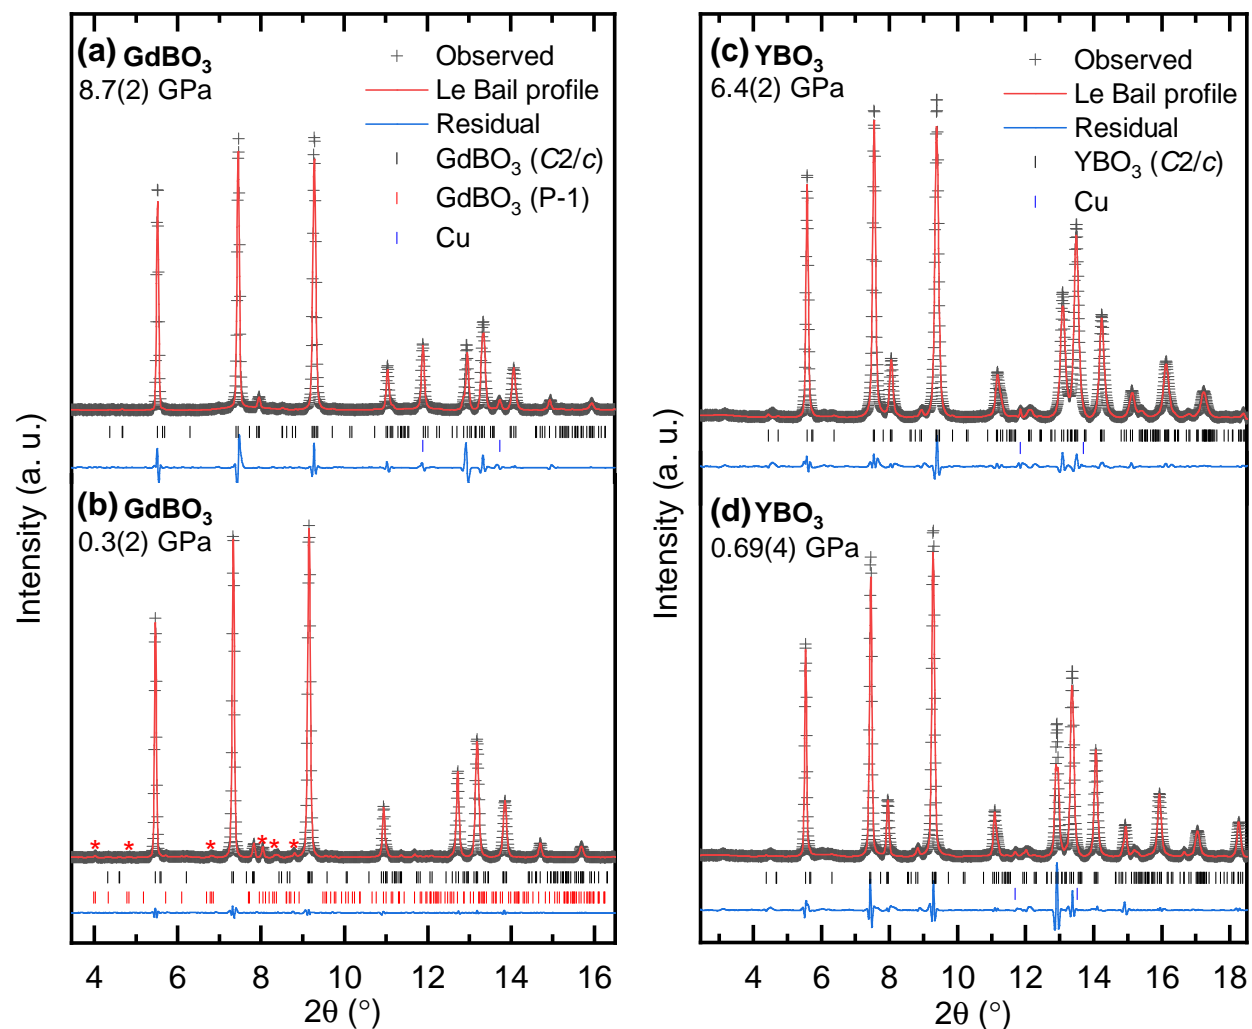 (a) GdBO₃
8.7(2) GPa
Observed
Le Bail profile
Residual
GdBO₃ (C2/c)
GdBO₃ (P-1)
Cu
(b) GdBO₃
0.3(2) GPa
* * * * * *
Intensity (a. u.)
4 6 8 10 12 14 16
2θ (°)
(c) YBO₃
6.4(2) GPa
Observed
Le Bail profile
Residual
YBO₃ (C2/c)
Cu
(d) YBO₃
0.69(4) GPa
Intensity (a. u.)
4 6 8 10 12 14 16 18
2θ (°)